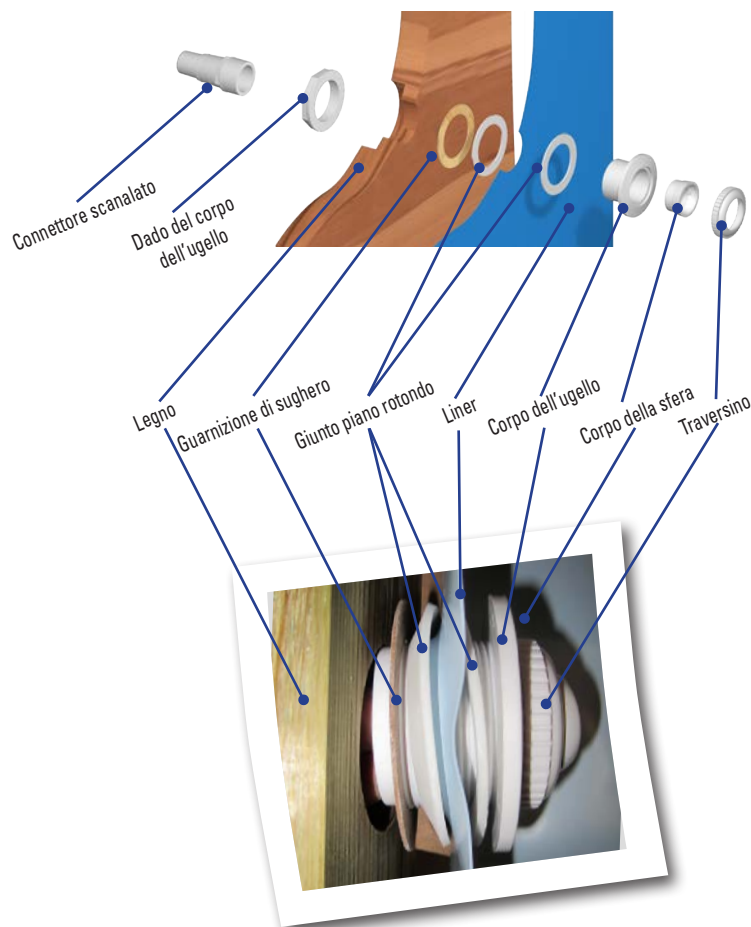 Connettore scanalato
Dado del corpo
dell'ugello
Legno
Guarnizione di sughero
Giunto piano rotondo
Liner
Corpo dell'ugello
Corpo della sfera
Traversino